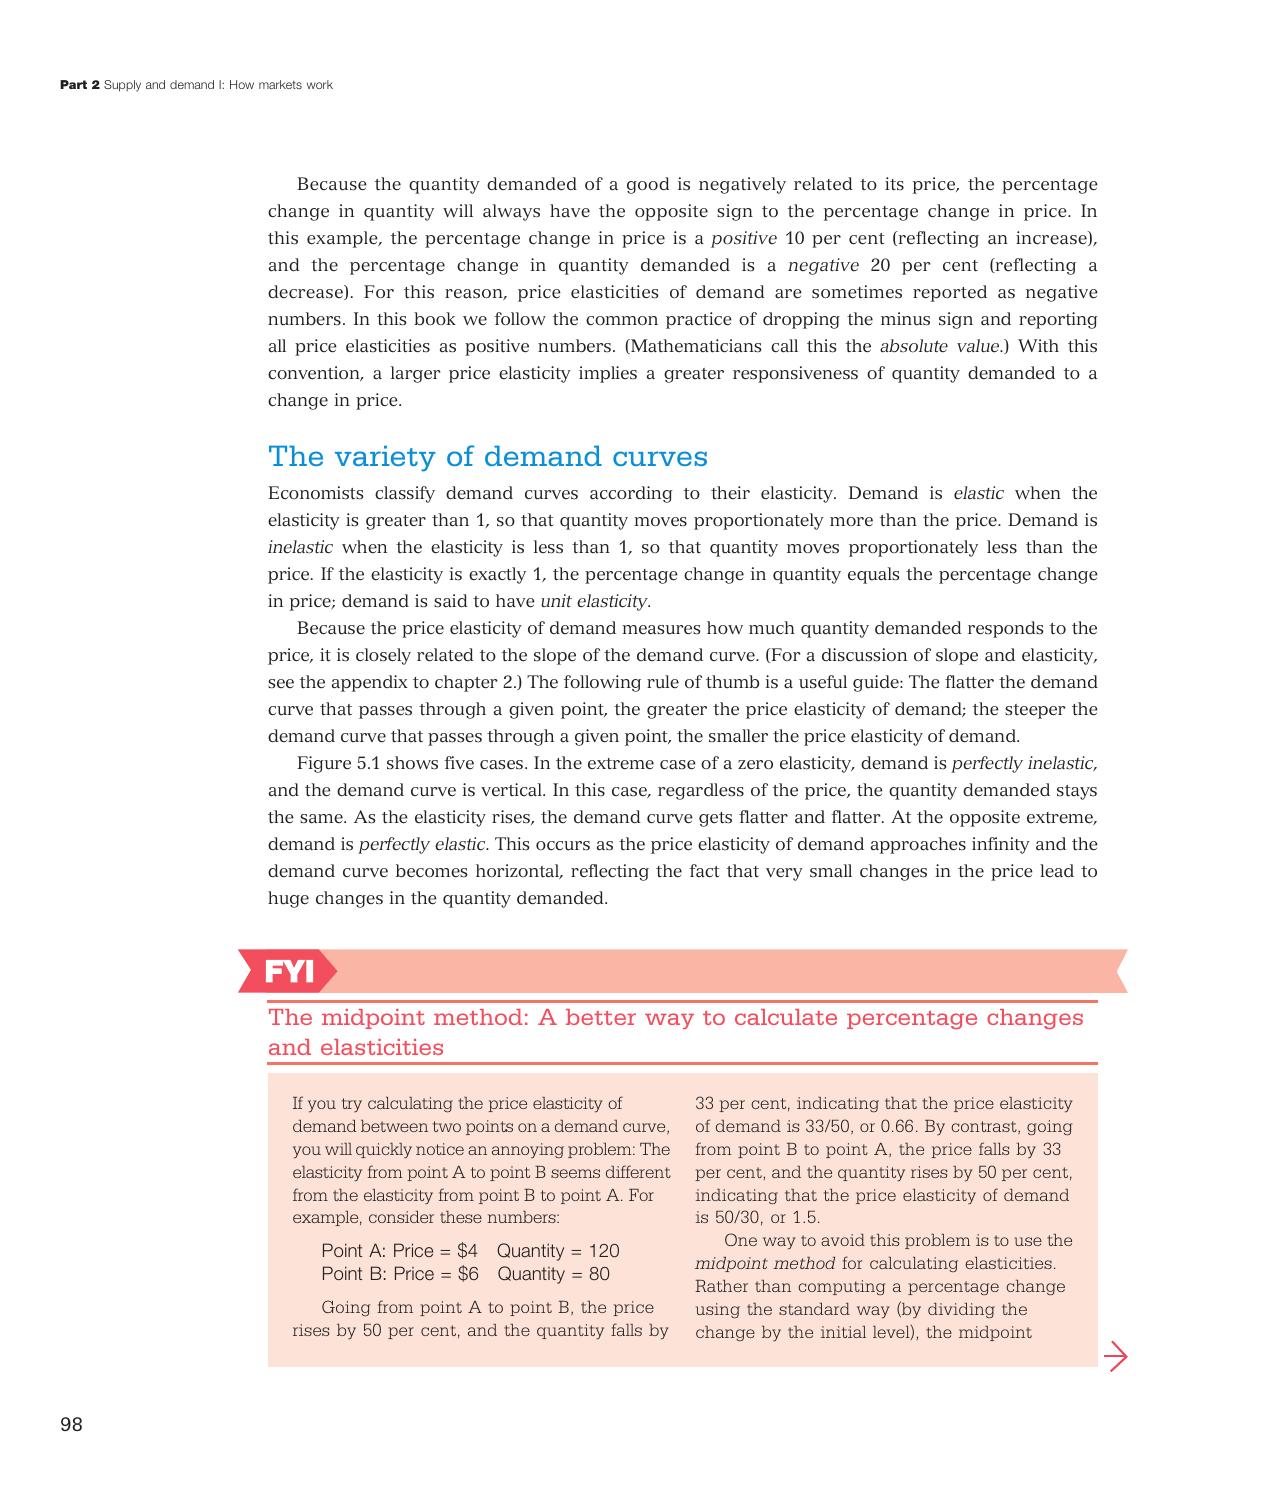 Part 2 Supply and demand I: How markets work
Because the quantity demanded of a good is negatively related to its price, the percentage
change in quantity will always have the opposite sign to the percentage change in price. In
this example, the percentage change in price is a positive 10 per cent (reflecting an increase),
and the percentage change in quantity demanded is a negative 20 per cent (reflecting a
decrease). For this reason, price elasticities of demand are sometimes reported as negative
numbers. In this book we follow the common practice of dropping the minus sign and reporting
all price elasticities as positive numbers. (Mathematicians call this the absolute value.) With this
convention, a larger price elasticity implies a greater responsiveness of quantity demanded to a
change in price.
The variety of demand curves
Economists classify demand curves according to their elasticity. Demand is elastic when the
elasticity is greater than 1, so that quantity moves proportionately more than the price. Demand is
inelastic when the elasticity is less than 1, so that quantity moves proportionately less than the
price. If the elasticity is exactly 1, the percentage change in quantity equals the percentage change
in price; demand is said to have unit elasticity.
Because the price elasticity of demand measures how much quantity demanded responds to the
price, it is closely related to the slope of the demand curve. (For a discussion of slope and elasticity,
see the appendix to chapter 2.) The following rule of thumb is a useful guide: The flatter the demand
curve that passes through a given point, the greater the price elasticity of demand; the steeper the
demand curve that passes through a given point, the smaller the price elasticity of demand.
Figure 5.1 shows five cases. In the extreme case of a zero elasticity, demand is perfectly inelastic,
and the demand curve is vertical. In this case, regardless of the price, the quantity demanded stays
the same. As the elasticity rises, the demand curve gets flatter and flatter. At the opposite extreme,
demand is perfectly elastic. This occurs as the price elasticity of demand approaches infinity and the
demand curve becomes horizontal, reflecting the fact that very small changes in the price lead to
huge changes in the quantity demanded.
FYI
The midpoint method: A better way to calculate percentage changes
and elasticities
If you try calculating the price elasticity of
demand between two points on a demand curve,
you will quickly notice an annoying problem: The
elasticity from point A to point B seems different
from the elasticity from point B to point A. For
example, consider these numbers:
Point A: Price = $4 Quantity = 120
Point B: Price = $6 Quantity = 80
Going from point A to point B, the price
rises by 50 per cent, and the quantity falls by
33 per cent, indicating that the price elasticity
of demand is 33/50, or 0.66. By contrast, going
from point B to point A, the price falls by 33
per cent, and the quantity rises by 50 per cent,
indicating that the price elasticity of demand
is 50/30, or 1.5.
One way to avoid this problem is to use the
midpoint method for calculating elasticities.
Rather than computing a percentage change
using the standard way (by dividing the
change by the initial level), the midpoint
98